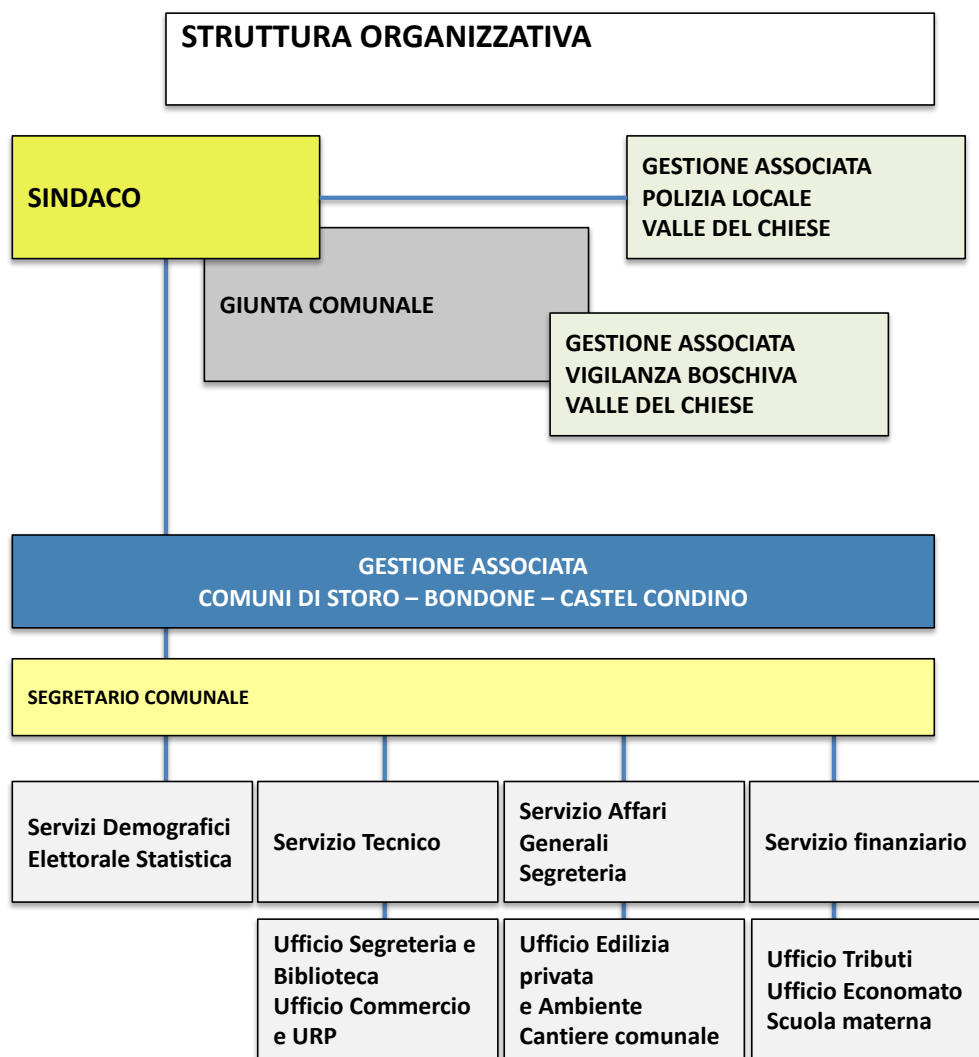 STRUTTURA ORGANIZZATIVA
SINDACO
GESTIONE ASSOCIATA
POLIZIA LOCALE
VALLE DEL CHIESE
GIUNTA COMUNALE
GESTIONE ASSOCIATA
VIGILANZA BOSCHIVA
VALLE DEL CHIESE
GESTIONE ASSOCIATA
COMUNI DI STORO – BONDONE – CASTEL CONDINO
SEGRETARIO COMUNALE
Servizi Demografici
Elettorale Statistica
Servizio Tecnico
Servizio Affari
Generali
Segreteria
Servizio finanziario
Ufficio Segreteria e
Biblioteca
Ufficio Commercio
e URP
Ufficio Edilizia
privata
e Ambiente
Cantiere comunale
Ufficio Tributi
Ufficio Economato
Scuola materna